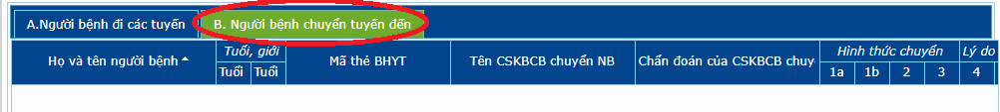 A.Người bệnh đi các tuyến B. Người bệnh chuyển tuyến đến
Họ và tên người bệnh Tuổi, giới Mã thẻ BHYT Tên CSKBCB chuyển NB Chẩn đoán của CSKBCB chuy Hình thức chuyển Lý do
Tuổi Tuổi 1a 1b 2 3 4